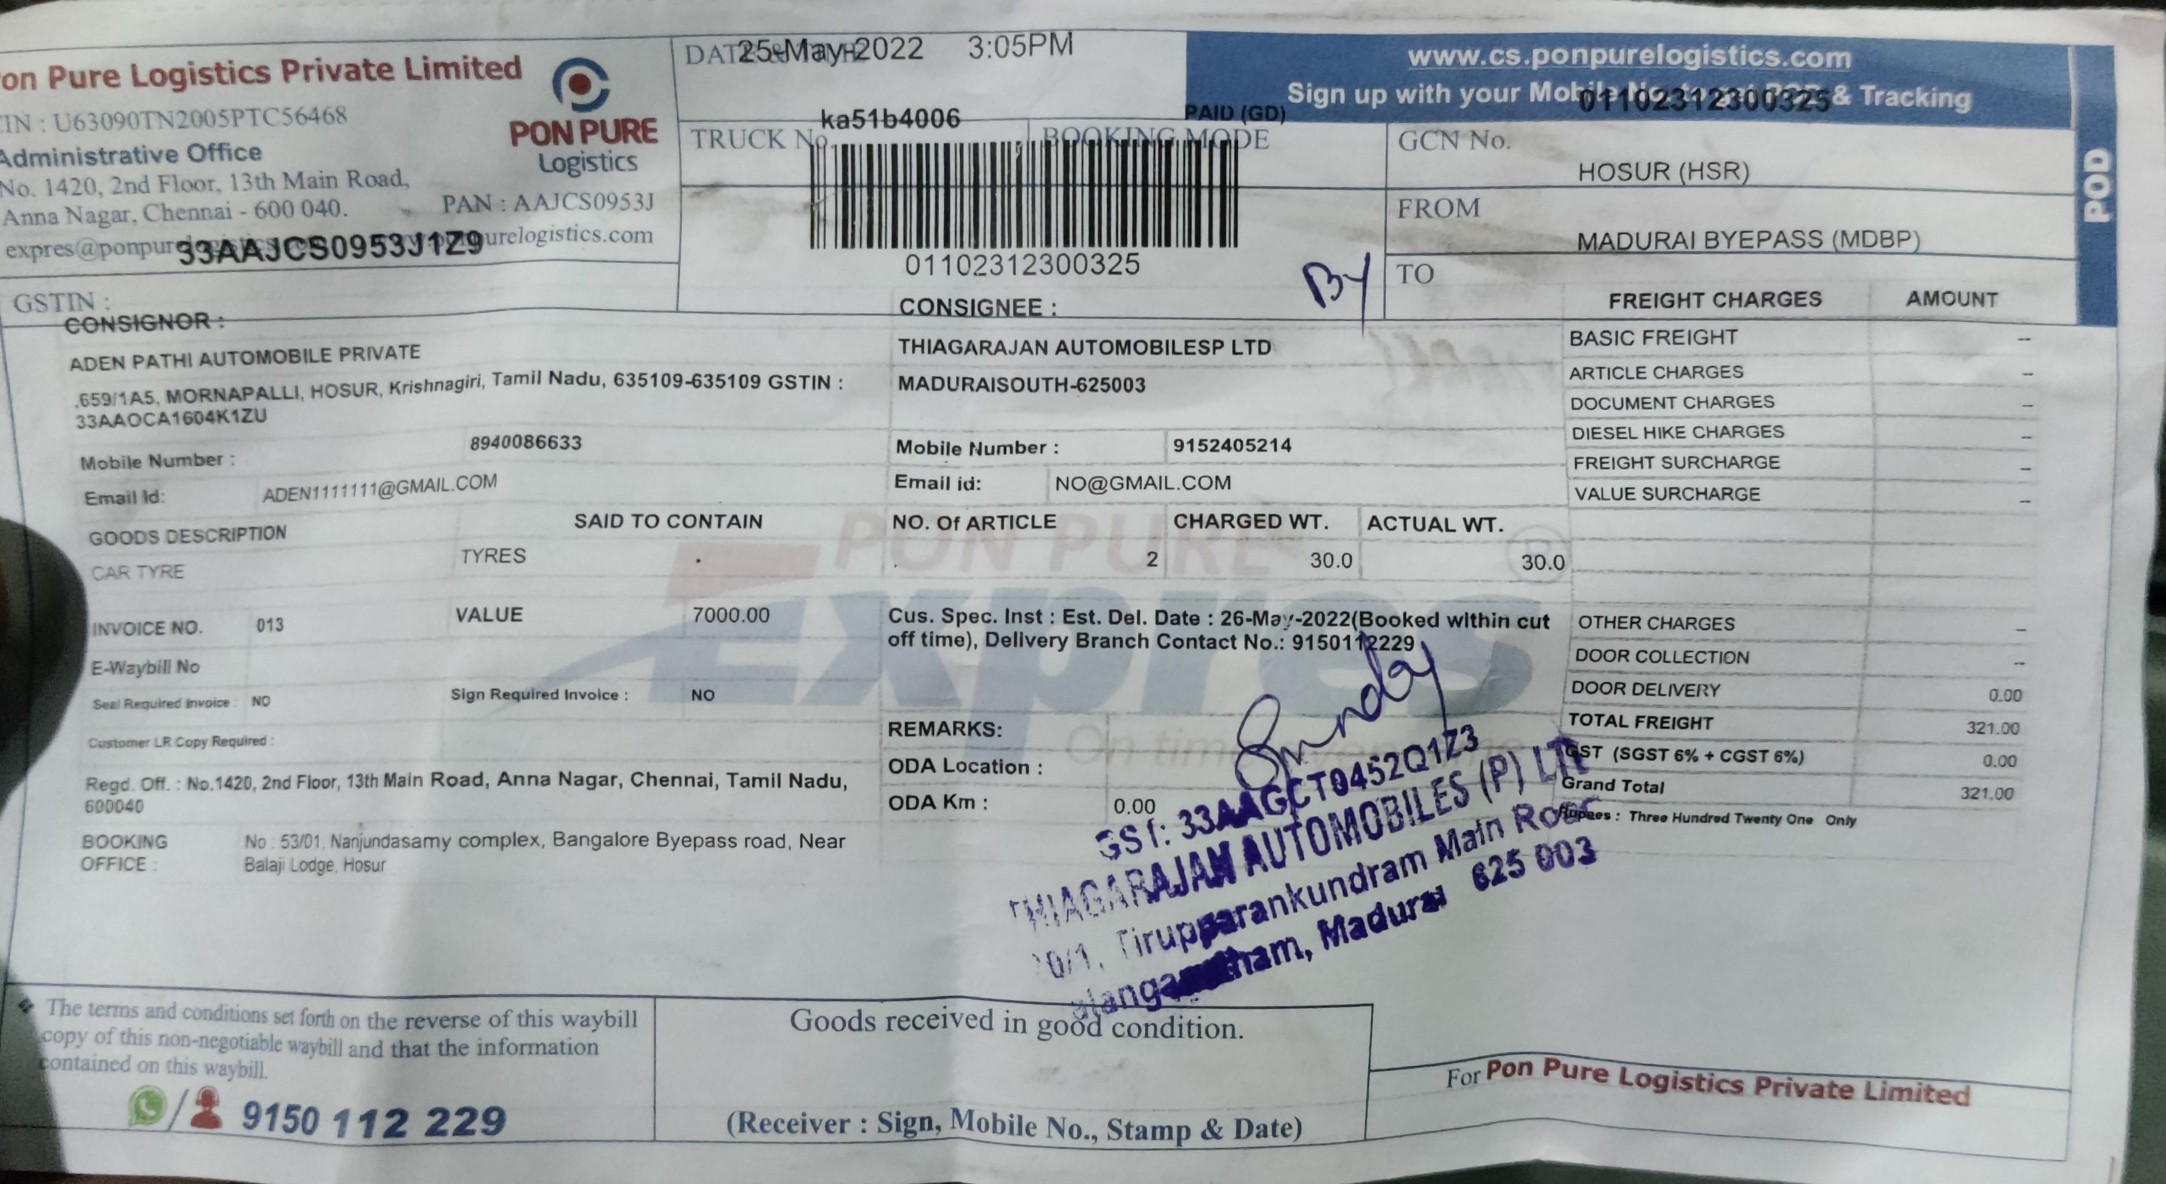 on Pure Logistics Private Limited
IN : U63090TN2005PTC56468
Administrative Office
No. 1420, 2nd Floor, 13th Main Road,
Anna Nagar, Chennai - 600 040.
PAN : AAJCS0953J
expres@ponpur urelogistics.com
33AAJCS0953J1Z9
GSTIN :
PON PURE
Logistics
25-May-2022 3:05PM
ka51b4006
TRUCK No.
PAID (GD)
BOOKING MODE
01102312300325
www.cs.ponpurelogistics.com
Sign up with your Mobile & Tracking
01102312300325
GCN No.
HOSUR (HSR)
FROM
MADURAI BYEPASS (MDBP)
TO
POD
By
CONSIGNOR :
ADEN PATHI AUTOMOBILE PRIVATE
,659/1A5, MORNAPALLI, HOSUR, Krishnagiri, Tamil Nadu, 635109-635109 GSTIN :
33AAOCA1604K1ZU
Mobile Number : 8940086633
Email Id: ADEN1111111@GMAIL.COM
CONSIGNEE :
THIAGARAJAN AUTOMOBILESP LTD
MADURAISOUTH-625003
Mobile Number : 9152405214
Email id: NO@GMAIL.COM
FREIGHT CHARGES AMOUNT
BASIC FREIGHT --
ARTICLE CHARGES --
DOCUMENT CHARGES --
DIESEL HIKE CHARGES --
FREIGHT SURCHARGE --
VALUE SURCHARGE --
OTHER CHARGES --
DOOR COLLECTION --
DOOR DELIVERY 0.00
TOTAL FREIGHT 321.00
GST (SGST 6% + CGST 6%) 0.00
Grand Total 321.00
Rupees : Three Hundred Twenty One Only
GOODS DESCRIPTION SAID TO CONTAIN NO. Of ARTICLE CHARGED WT. ACTUAL WT.
CAR TYRE TYRES . . 2 30.0 30.0
INVOICE NO. 013 VALUE 7000.00
E-Waybill No
Seal Required Invoice : NO Sign Required Invoice : NO
Customer LR Copy Required :
Regd. Off. : No.1420, 2nd Floor, 13th Main Road, Anna Nagar, Chennai, Tamil Nadu,
600040
BOOKING OFFICE : No : 53/01, Nanjundasamy complex, Bangalore Byepass road, Near
Balaji Lodge, Hosur
Cus. Spec. Inst : Est. Del. Date : 26-May-2022(Booked within cut
off time), Delivery Branch Contact No.: 9150112229
REMARKS:
ODA Location :
ODA Km : 0.00
PON PURE
Expres
On tim
GST: 33AAGCT0452Q1Z3
THIAGARAJAN AUTOMOBILES (P) LTD
0/1, Tirupparankundram Main Road
Madurai 625 003
The terms and conditions set forth on the reverse of this waybill
copy of this non-negotiable waybill and that the information
contained on this waybill.
9150 112 229
Goods received in good condition.
(Receiver : Sign, Mobile No., Stamp & Date)
For Pon Pure Logistics Private Limited